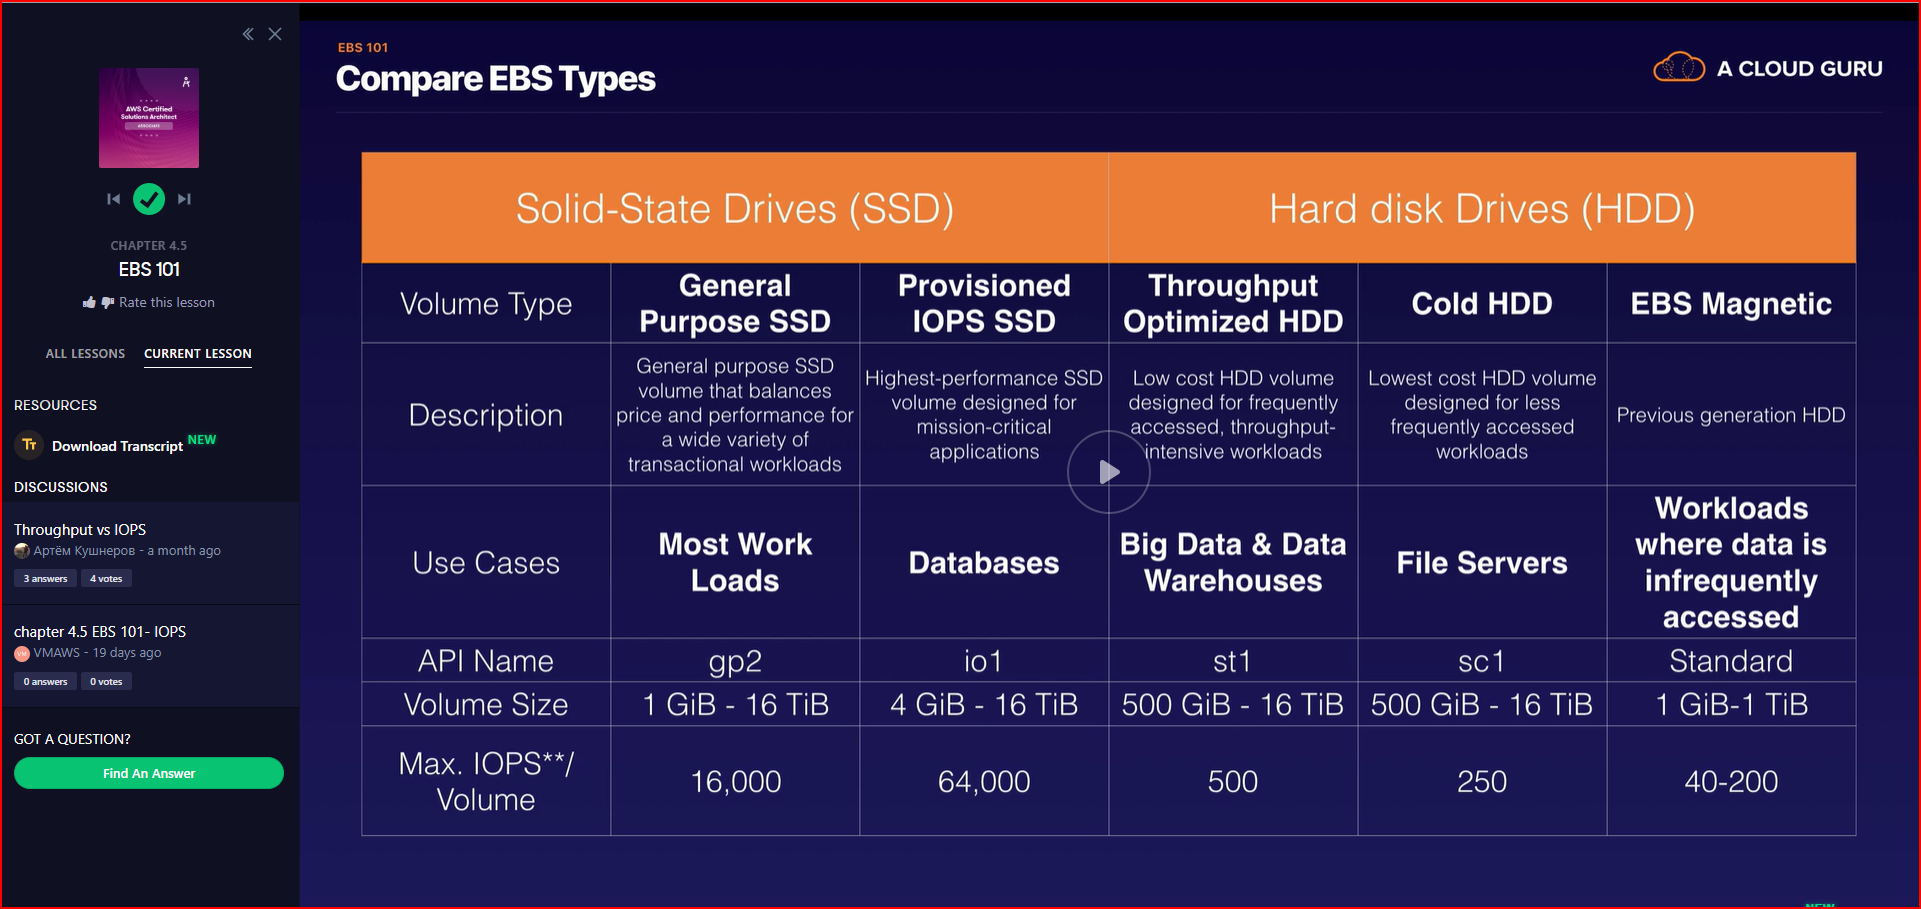 AWS Certified
Solutions Architect
CHAPTER 4.5
EBS 101
Rate this lesson
ALL LESSONS
CURRENT LESSON
RESOURCES
Download Transcript NEW
DISCUSSIONS
Throughput vs IOPS
Артём Кушнеров - a month ago
3 answers
4 votes
chapter 4.5 EBS 101- IOPS
VM VMAWS - 19 days ago
0 answers
0 votes
GOT A QUESTION?
Find An Answer
EBS 101
Compare EBS Types
A CLOUD GURU
Solid-State Drives (SSD)
Hard disk Drives (HDD)
Volume Type
General
Purpose SSD
Provisioned
IOPS SSD
Throughput
Optimized HDD
Cold HDD
EBS Magnetic
Description
General purpose SSD
volume that balances
price and performance for
a wide variety of
transactional workloads
Highest-performance SSD
volume designed for
mission-critical
applications
Low cost HDD volume
designed for frequently
accessed, throughput-
intensive workloads
Lowest cost HDD volume
designed for less
frequently accessed
workloads
Previous generation HDD
Use Cases
Most Work
Loads
Databases
Big Data & Data
Warehouses
File Servers
Workloads
where data is
infrequently
accessed
API Name
gp2
io1
st1
sc1
Standard
Volume Size
1 GiB - 16 TiB
4 GiB - 16 TiB
500 GiB - 16 TiB
500 GiB - 16 TiB
1 GiB-1 TiB
Max. IOPS**/
Volume
16,000
64,000
500
250
40-200
NEW